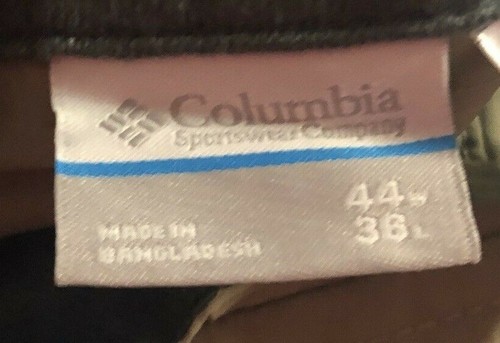 Columbia
Sportswear Company
44W
36L
MADE IN
BANGLADESH